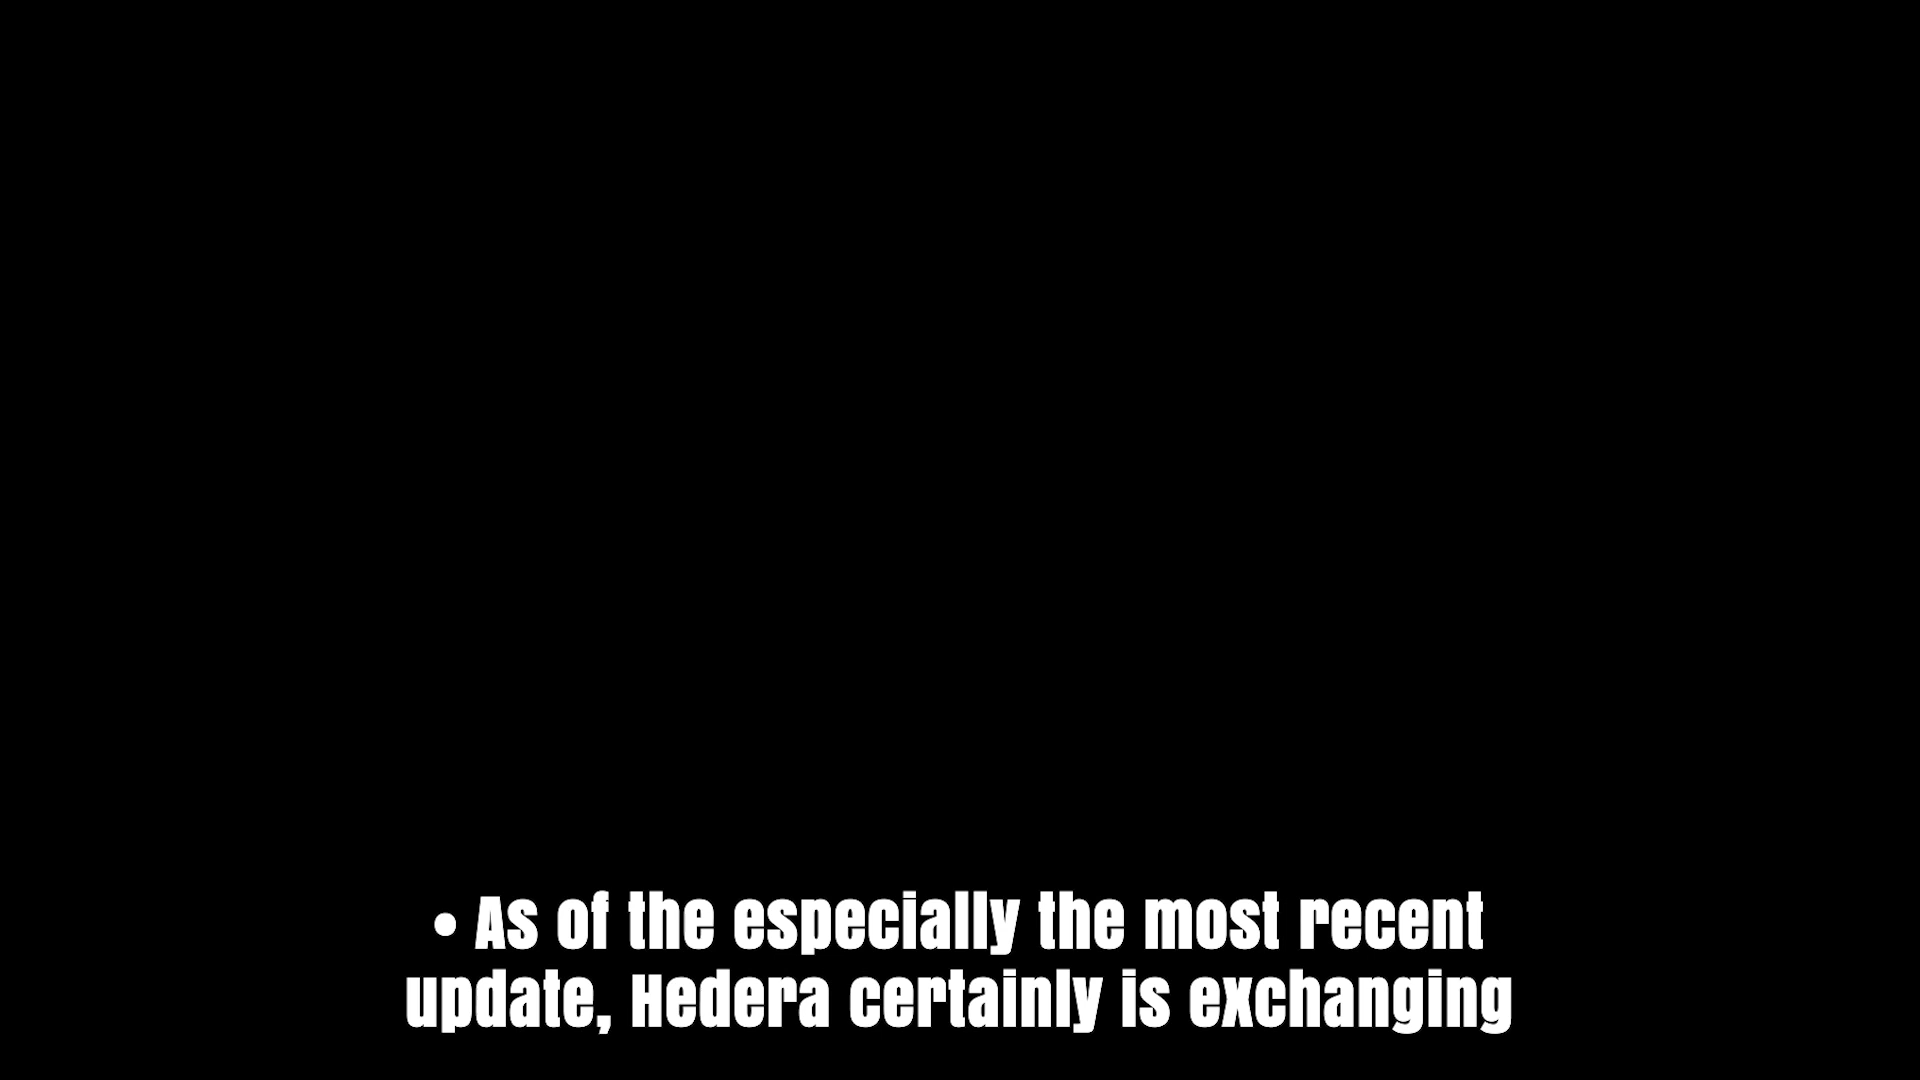 • As of the especially the most recent
update, Hedera certainly is exchanging